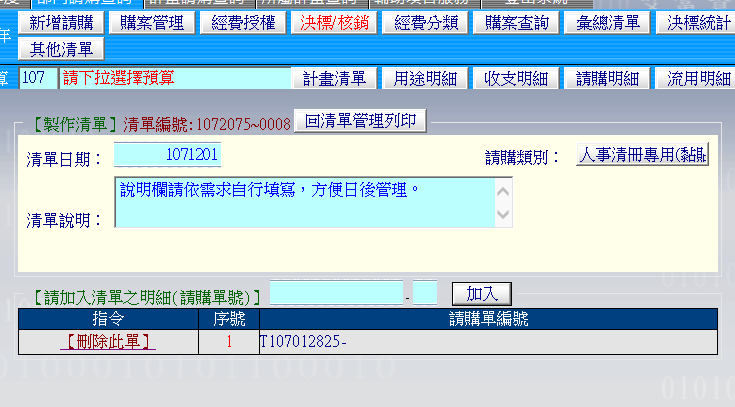 新增請購 購案管理 經費授權 決標/核銷 經費分類 購案查詢 彙總清單 決標統計
年
其他清單
算 107 請下拉選擇預算 計畫清單 用途明細 收支明細 請購明細 流用明細
【製作清單】清單編號:1072075~0008 回清單管理列印
清單日期： 1071201 請購類別： 人事清冊專用(黏貼
說明欄請依需求自行填寫，方便日後管理。
清單說明：
【請加入清單之明細(請購單號)】 - 加入
指令 序號 請購單編號
【刪除此單】 1 T107012825-